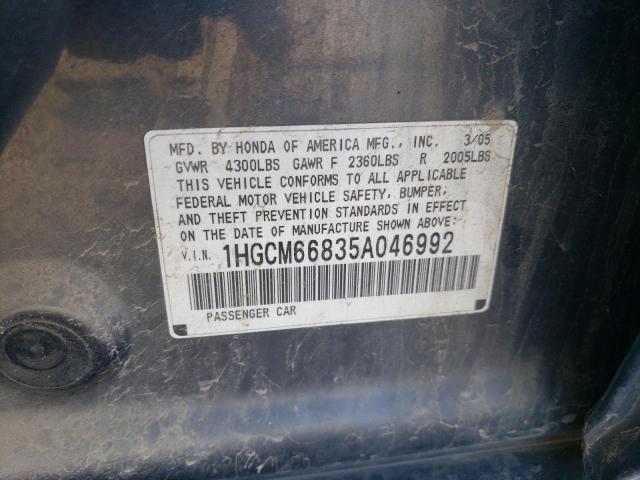 MFD. BY HONDA OF AMERICA MFG., INC. 3/05
GVWR 4300LBS GAWR F 2360LBS R 2005LBS
THIS VEHICLE CONFORMS TO ALL APPLICABLE
FEDERAL MOTOR VEHICLE SAFETY, BUMPER,
AND THEFT PREVENTION STANDARDS IN EFFECT
ON THE DATE OF MANUFACTURE SHOWN ABOVE:
V.I.N. 1HGCM66835A046992
PASSENGER CAR